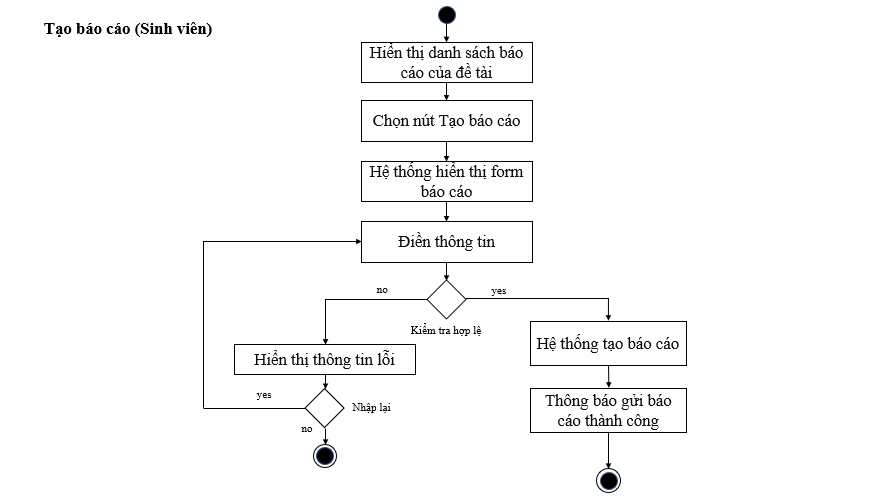 Tạo báo cáo (Sinh viên)
Hiển thị danh sách báo
cáo của đề tài
Chọn nút Tạo báo cáo
Hệ thống hiển thị form
báo cáo
Điền thông tin
no
yes
Kiểm tra hợp lệ
Hệ thống tạo báo cáo
Hiển thị thông tin lỗi
yes
Nhập lại
no
Thông báo gửi báo
cáo thành công